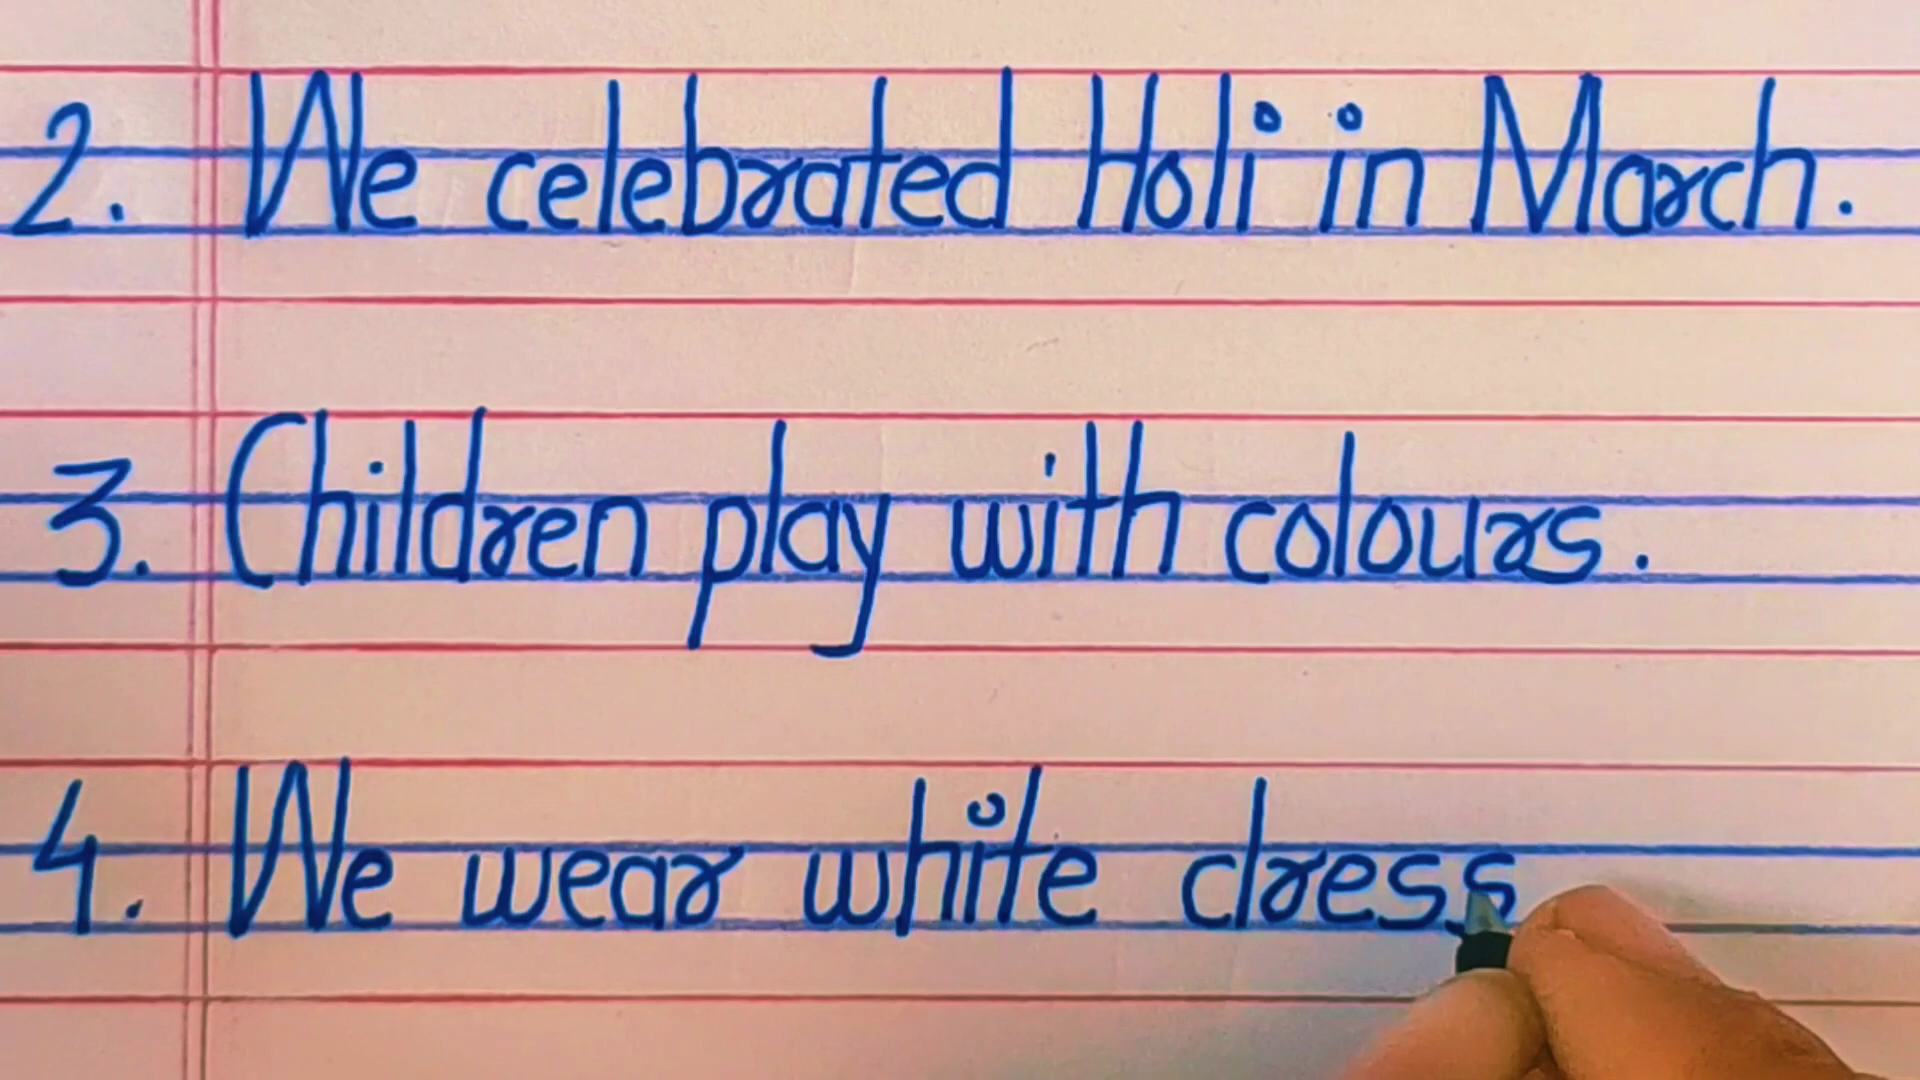 2. We celebrated Holi in March.
3. Children play with colours.
4. We wear white dress